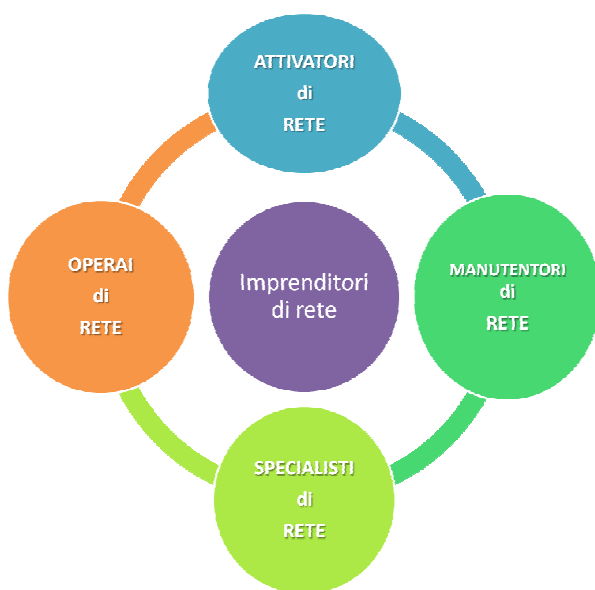 ATTIVATORI
di
RETE
OPERAI
di
RETE
Imprenditori
di rete
MANUTENTORI
di
RETE
SPECIALISTI
di
RETE